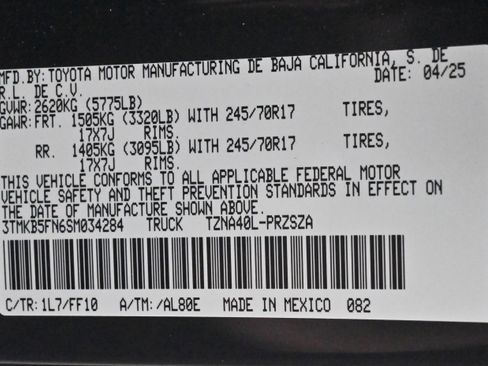 MFD.BY:TOYOTA MOTOR MANUFACTURING DE BAJA CALIFORNIA, S. DE
R.L. DE C.V. DATE: 04/25
GVWR: 2620KG (5775LB)
GAWR: FRT. 1505KG (3320LB) WITH 245/70R17 TIRES,
17X7J RIMS.
RR. 1405KG (3095LB) WITH 245/70R17 TIRES,
17X7J RIMS.
THIS VEHICLE CONFORMS TO ALL APPLICABLE FEDERAL MOTOR
VEHICLE SAFETY AND THEFT PREVENTION STANDARDS IN EFFECT ON
THE DATE OF MANUFACTURE SHOWN ABOVE.
3TMKB5FN6SM034284 TRUCK TZNA40L-PRZSZA
C/TR: 1L7/FF10 A/TM: /AL80E MADE IN MEXICO 082